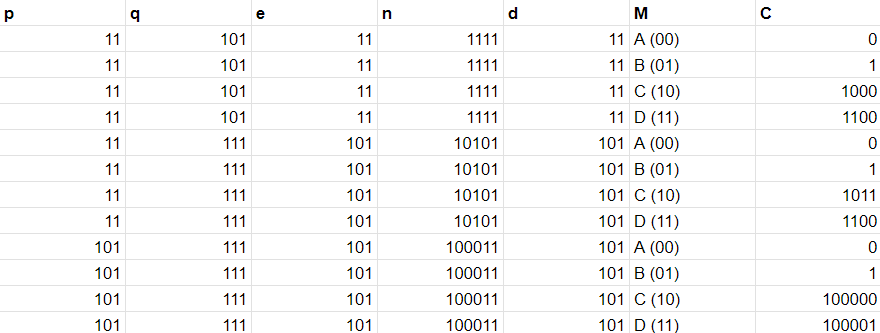 p q e n d M C
11 101 11 1111 11 A (00) 0
11 101 11 1111 11 B (01) 1
11 101 11 1111 11 C (10) 1000
11 101 11 1111 11 D (11) 1100
11 111 101 10101 101 A (00) 0
11 111 101 10101 101 B (01) 1
11 111 101 10101 101 C (10) 1011
11 111 101 10101 101 D (11) 1100
101 111 101 100011 101 A (00) 0
101 111 101 100011 101 B (01) 1
101 111 101 100011 101 C (10) 100000
101 111 101 100011 101 D (11) 100001